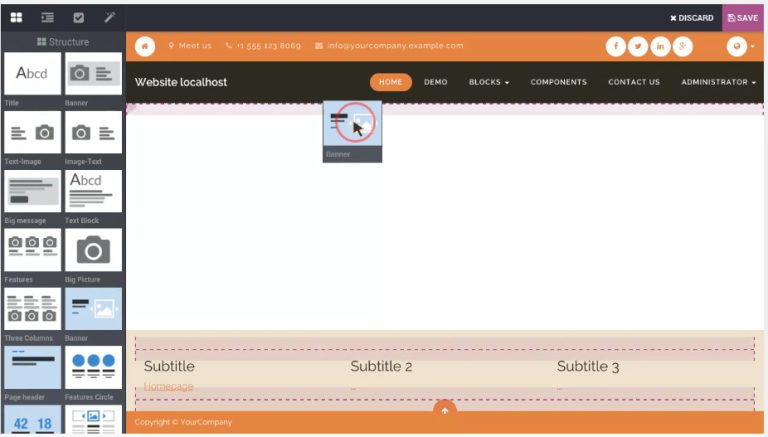 DISCARD SAVE
Structure
Meet us +1 555 123 8069 info@yourcompany.example.com
Website localhost HOME DEMO BLOCKS COMPONENTS CONTACT US ADMINISTRATOR
Abcd
Title Banner
Text-Image Image-Text
Banner
Abcd
Big message Text Block
Features Big Picture
Three Columns Banner
Subtitle Subtitle 2 Subtitle 3
Homepage
Page header Features Circle
42 18
Copyright © YourCompany